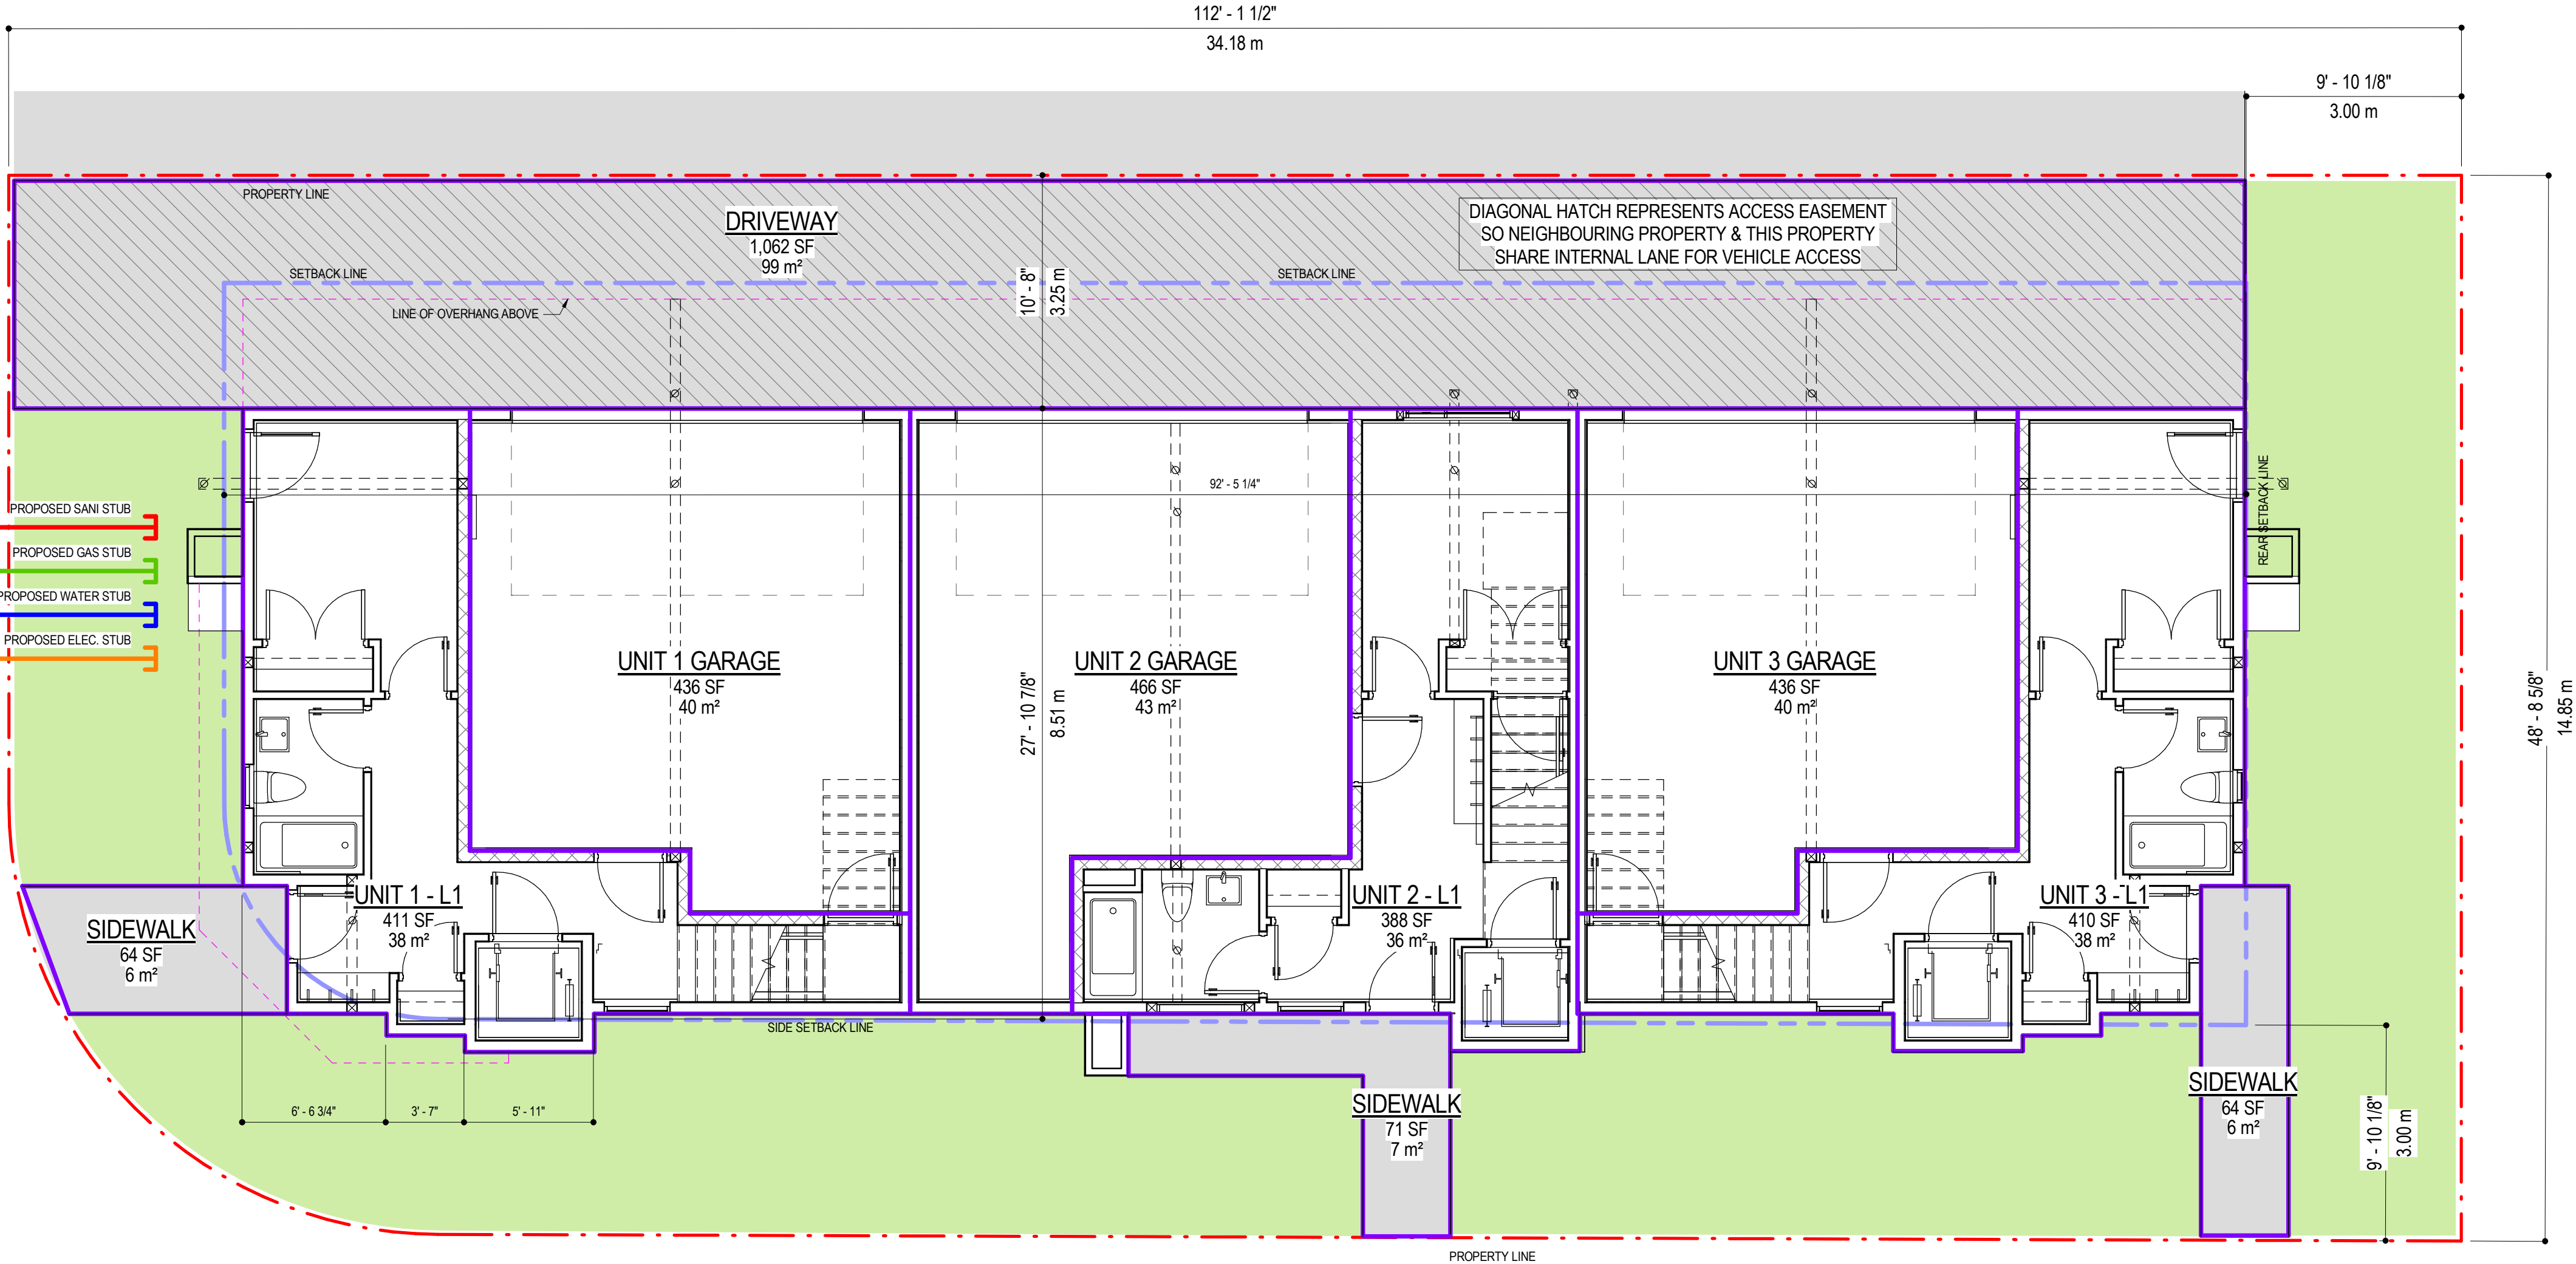 112' - 1 1/2"
34.18 m
9' - 10 1/8"
3.00 m
PROPERTY LINE
DRIVEWAY
1,062 SF
99 m²
DIAGONAL HATCH REPRESENTS ACCESS EASEMENT
SO NEIGHBOURING PROPERTY & THIS PROPERTY
SHARE INTERNAL LANE FOR VEHICLE ACCESS
SETBACK LINE
SETBACK LINE
10' - 8"
3.25 m
LINE OF OVERHANG ABOVE
92' - 5 1/4"
REAR SETBACK LINE
PROPOSED SANI STUB
PROPOSED GAS STUB
PROPOSED WATER STUB
PROPOSED ELEC. STUB
UNIT 1 GARAGE
436 SF
40 m²
UNIT 2 GARAGE
466 SF
43 m²
UNIT 3 GARAGE
436 SF
40 m²
27' - 10 7/8"
8.51 m
48' - 8 5/8"
14.85 m
UNIT 1 - L1
411 SF
38 m²
UNIT 2 - L1
388 SF
36 m²
UNIT 3 - L1
410 SF
38 m²
SIDEWALK
64 SF
6 m²
SIDE SETBACK LINE
6' - 6 3/4"
3' - 7"
5' - 11"
SIDEWALK
71 SF
7 m²
SIDEWALK
64 SF
6 m²
9' - 10 1/8"
3.00 m
PROPERTY LINE